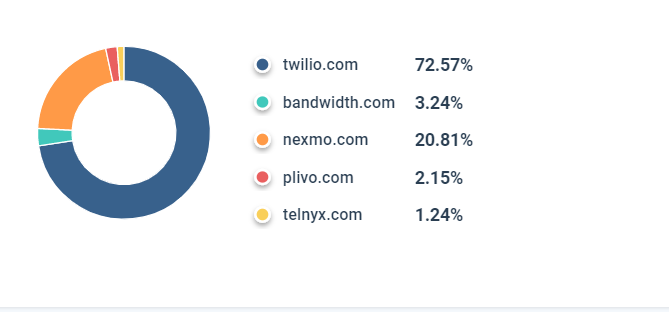 twilio.com 72.57%
bandwidth.com 3.24%
nexmo.com 20.81%
plivo.com 2.15%
telnyx.com 1.24%